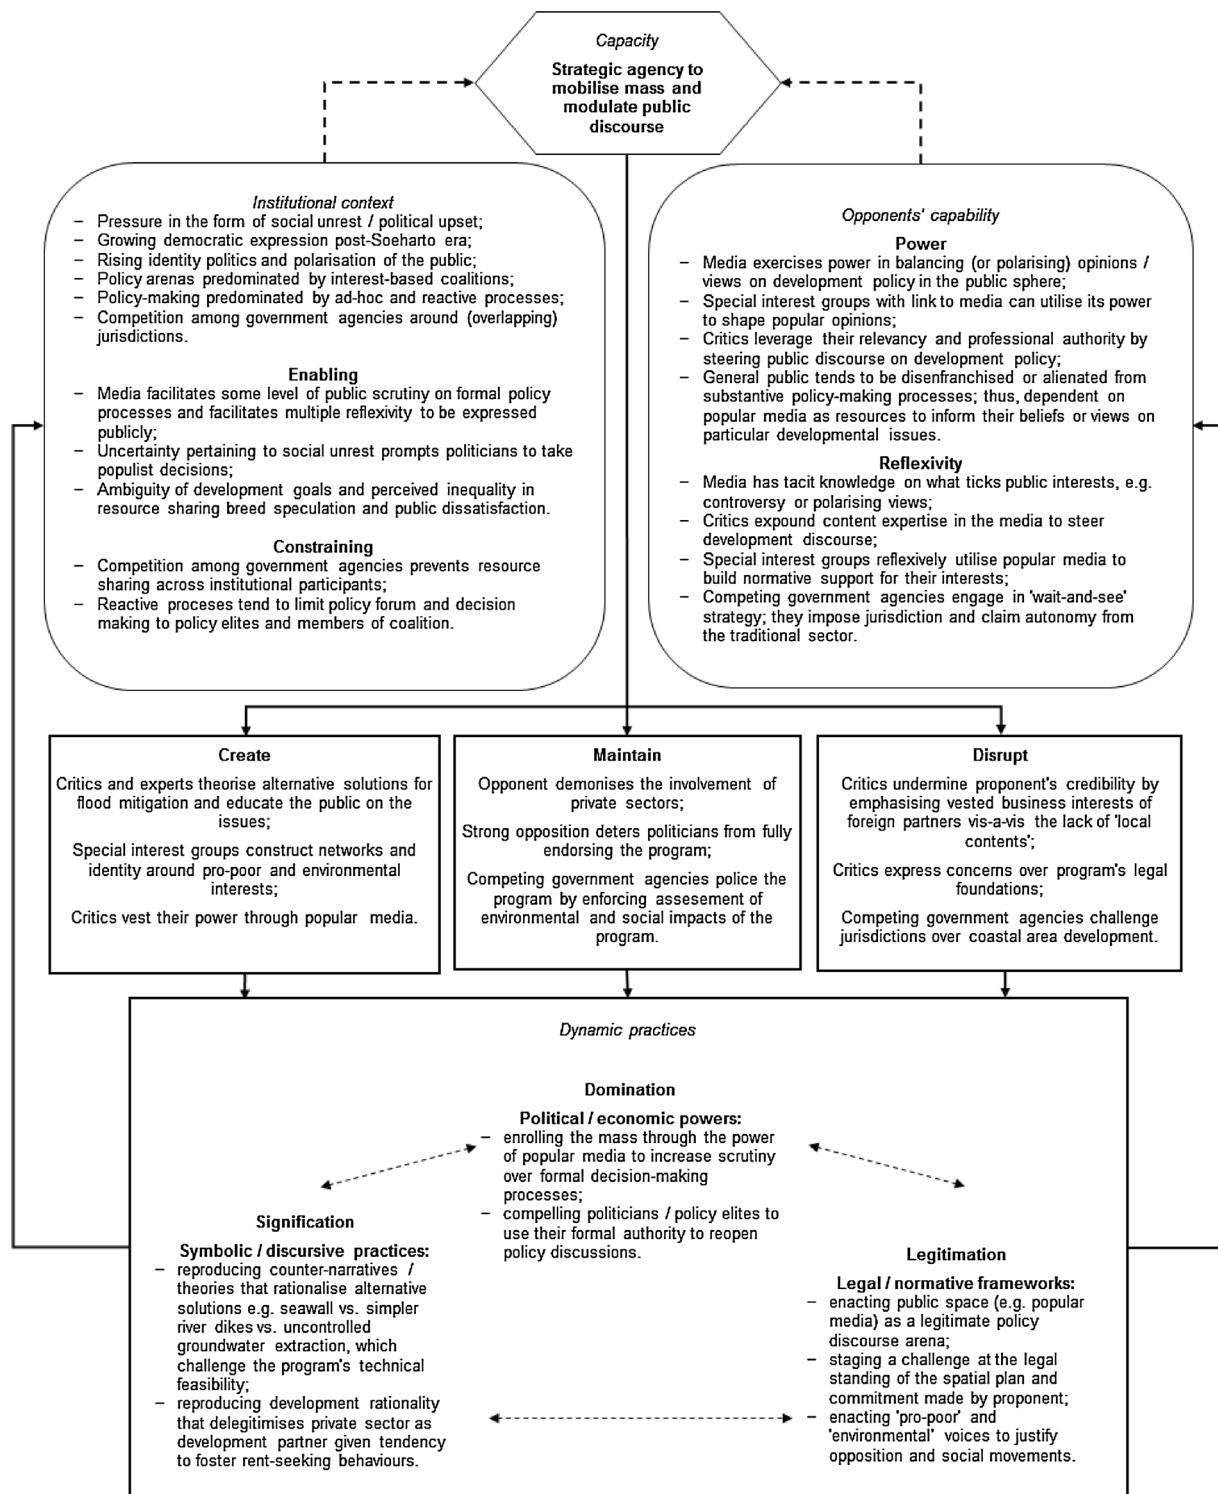 Capacity
Strategic agency to
mobilise mass and
modulate public
discourse
Institutional context
– Pressure in the form of social unrest / political upset;
– Growing democratic expression post-Soeharto era;
– Rising identity politics and polarisation of the public;
– Policy arenas predominated by interest-based coalitions;
– Policy-making predominated by ad-hoc and reactive processes;
– Competition among government agencies around (overlapping)
jurisdictions.
Enabling
– Media facilitates some level of public scrutiny on formal policy
processes and facilitates multiple reflexivity to be expressed
publicly;
– Uncertainty pertaining to social unrest prompts politicians to take
populist decisions;
– Ambiguity of development goals and perceived inequality in
resource sharing breed speculation and public dissatisfaction.
Constraining
– Competition among government agencies prevents resource
sharing across institutional participants;
– Reactive proceses tend to limit policy forum and decision
making to policy elites and members of coalition.
Opponents' capability
Power
– Media exercises power in balancing (or polarising) opinions /
views on development policy in the public sphere;
– Special interest groups with link to media can utilise its power
to shape popular opinions;
– Critics leverage their relevancy and professional authority by
steering public discourse on development policy;
– General public tends to be disenfranchised or alienated from
substantive policy-making processes; thus, dependent on
popular media as resources to inform their beliefs or views on
particular developmental issues.
Reflexivity
– Media has tacit knowledge on what ticks public interests, e.g.
controversy or polarising views;
– Critics expound content expertise in the media to steer
development discourse;
– Special interest groups reflexively utilise popular media to
build normative support for their interests;
– Competing government agencies engage in 'wait-and-see'
strategy; they impose jurisdiction and claim autonomy from
the traditional sector.
Create
Critics and experts theorise alternative solutions for
flood mitigation and educate the public on the
issues;
Special interest groups construct networks and
identity around pro-poor and environmental
interests;
Critics vest their power through popular media.
Maintain
Opponent demonises the involvement of
private sectors;
Strong opposition deters politicians from fully
endorsing the program;
Competing government agencies police the
program by enforcing assesement of
environmental and social impacts of the
program.
Disrupt
Critics undermine proponent's credibility by
emphasising vested business interests of
foreign partners vis-a-vis the lack of 'local
contents';
Critics express concerns over program's legal
foundations;
Competing government agencies challenge
jurisdictions over coastal area development.
Dynamic practices
Domination
Political / economic powers:
– enrolling the mass through the power
of popular media to increase scrutiny
over formal decision-making
processes;
– compelling politicians / policy elites to
use their formal authority to reopen
policy discussions.
Signification
Symbolic / discursive practices:
– reproducing counter-narratives /
theories that rationalise alternative
solutions e.g. seawall vs. simpler
river dikes vs. uncontrolled
groundwater extraction, which
challenge the program's technical
feasibility;
– reproducing development rationality
that delegitimises private sector as
development partner given tendency
to foster rent-seeking behaviours.
Legitimation
Legal / normative frameworks:
– enacting public space (e.g. popular
media) as a legitimate policy
discourse arena;
– staging a challenge at the legal
standing of the spatial plan and
commitment made by proponent;
– enacting 'pro-poor' and
'environmental' voices to justify
opposition and social movements.